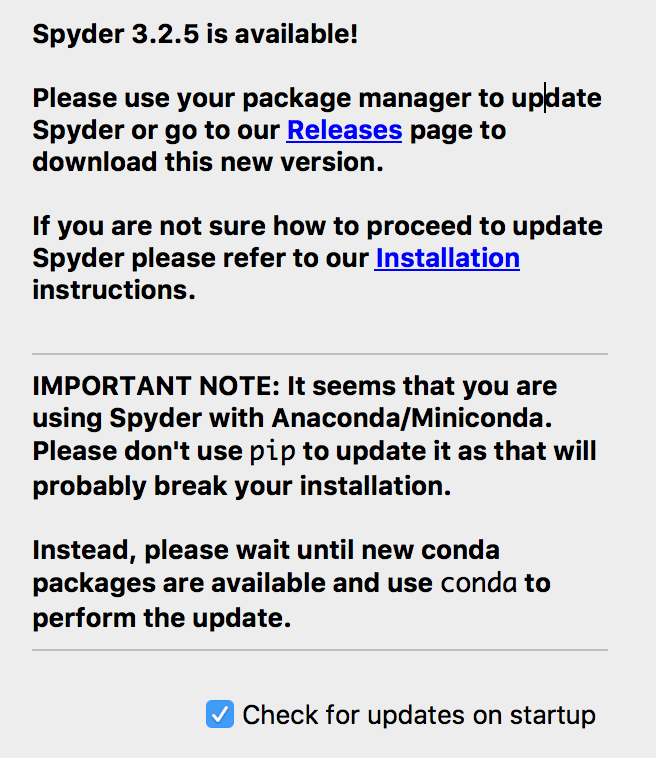 Spyder 3.2.5 is available!
Please use your package manager to update
Spyder or go to our Releases page to
download this new version.
If you are not sure how to proceed to update
Spyder please refer to our Installation
instructions.
IMPORTANT NOTE: It seems that you are
using Spyder with Anaconda/Miniconda.
Please don't use pip to update it as that will
probably break your installation.
Instead, please wait until new conda
packages are available and use conda to
perform the update.
Check for updates on startup